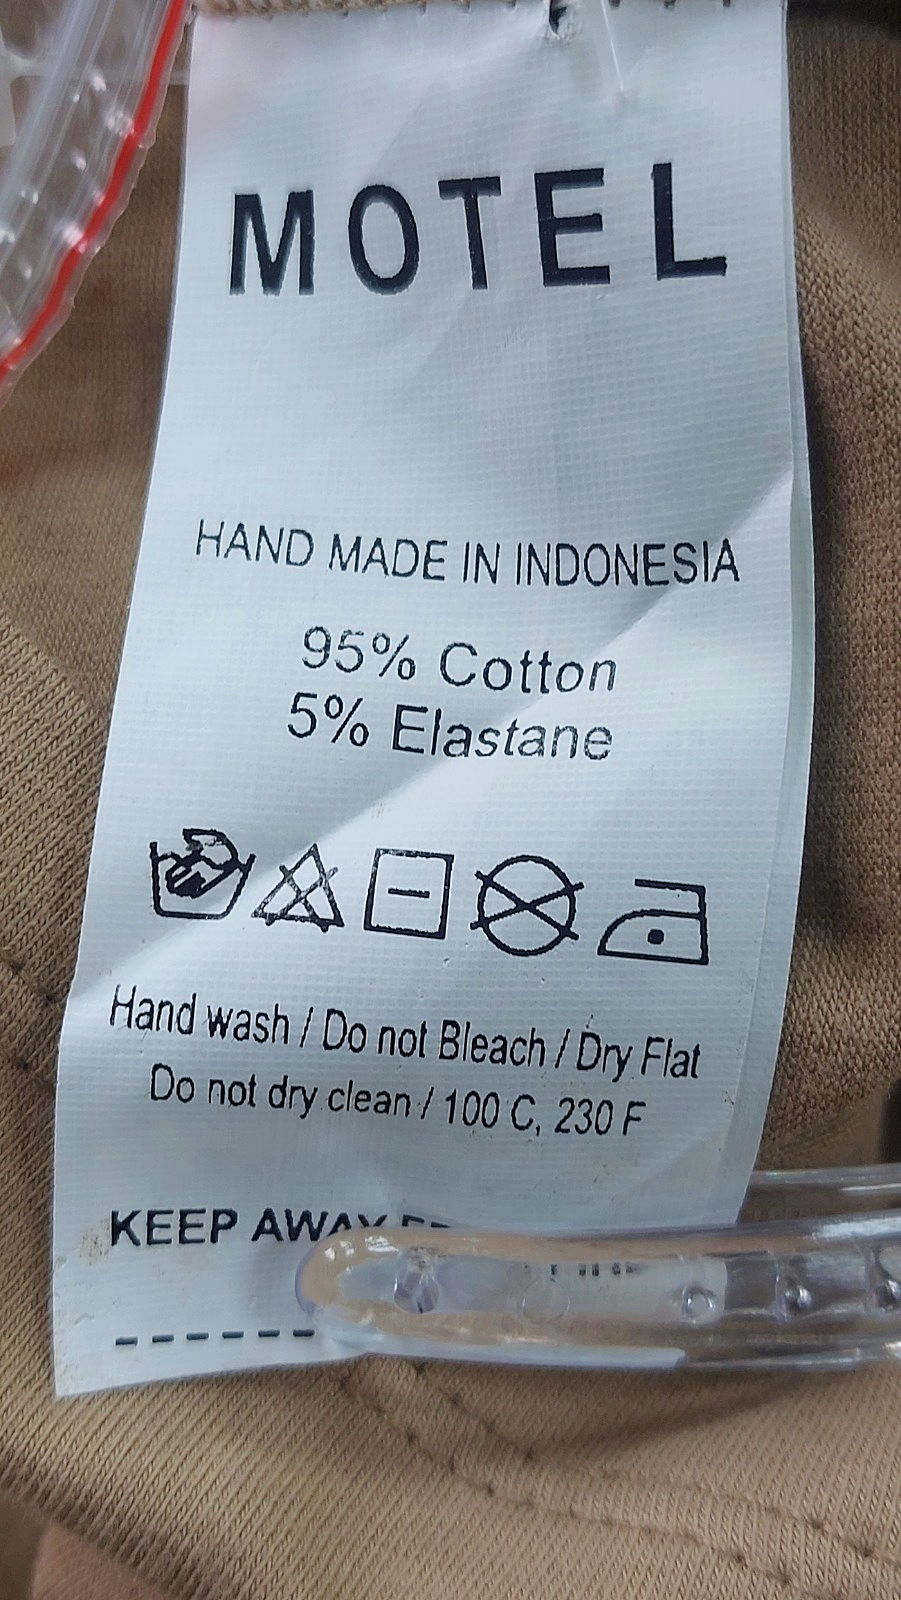 MOTEL
HAND MADE IN INDONESIA
95% Cotton
5% Elastane
Hand wash / Do not Bleach / Dry Flat
Do not dry clean / 100 C, 230 F
KEEP AWAY